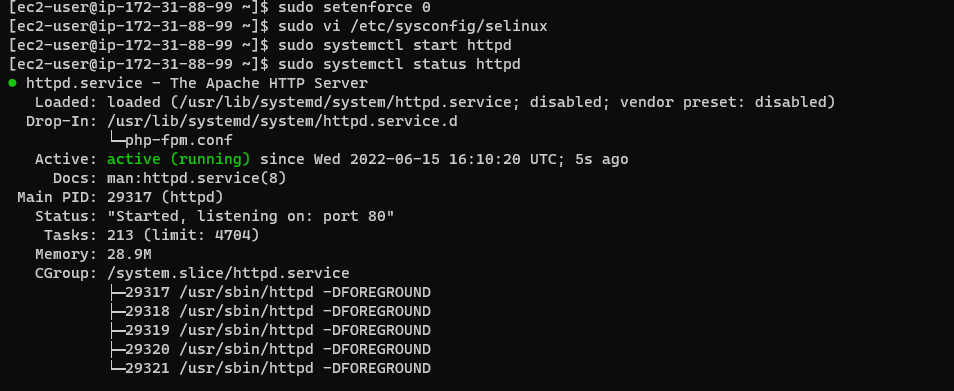 [ec2-user@ip-172-31-88-99 ~]$ sudo setenforce 0
[ec2-user@ip-172-31-88-99 ~]$ sudo vi /etc/sysconfig/selinux
[ec2-user@ip-172-31-88-99 ~]$ sudo systemctl start httpd
[ec2-user@ip-172-31-88-99 ~]$ sudo systemctl status httpd
● httpd.service - The Apache HTTP Server
   Loaded: loaded (/usr/lib/systemd/system/httpd.service; disabled; vendor preset: disabled)
  Drop-In: /usr/lib/systemd/system/httpd.service.d
           └─php-fpm.conf
   Active: active (running) since Wed 2022-06-15 16:10:20 UTC; 5s ago
     Docs: man:httpd.service(8)
 Main PID: 29317 (httpd)
   Status: "Started, listening on: port 80"
    Tasks: 213 (limit: 4704)
   Memory: 28.9M
   CGroup: /system.slice/httpd.service
           ├─29317 /usr/sbin/httpd -DFOREGROUND
           ├─29318 /usr/sbin/httpd -DFOREGROUND
           ├─29319 /usr/sbin/httpd -DFOREGROUND
           ├─29320 /usr/sbin/httpd -DFOREGROUND
           └─29321 /usr/sbin/httpd -DFOREGROUND